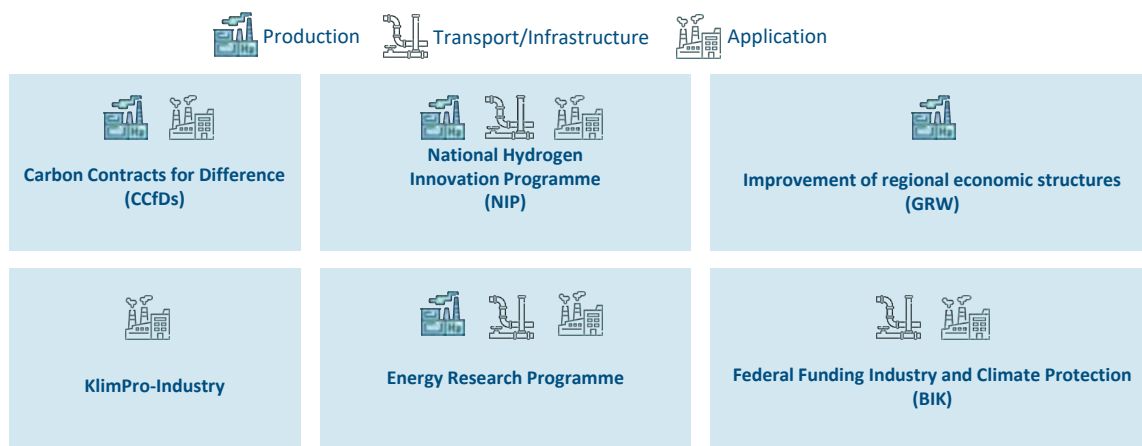 Production
Transport/Infrastructure
Application
Carbon Contracts for Difference
(CCfDs)
National Hydrogen
Innovation Programme
(NIP)
Improvement of regional economic structures
(GRW)
KlimPro-Industry
Energy Research Programme
Federal Funding Industry and Climate Protection
(BIK)